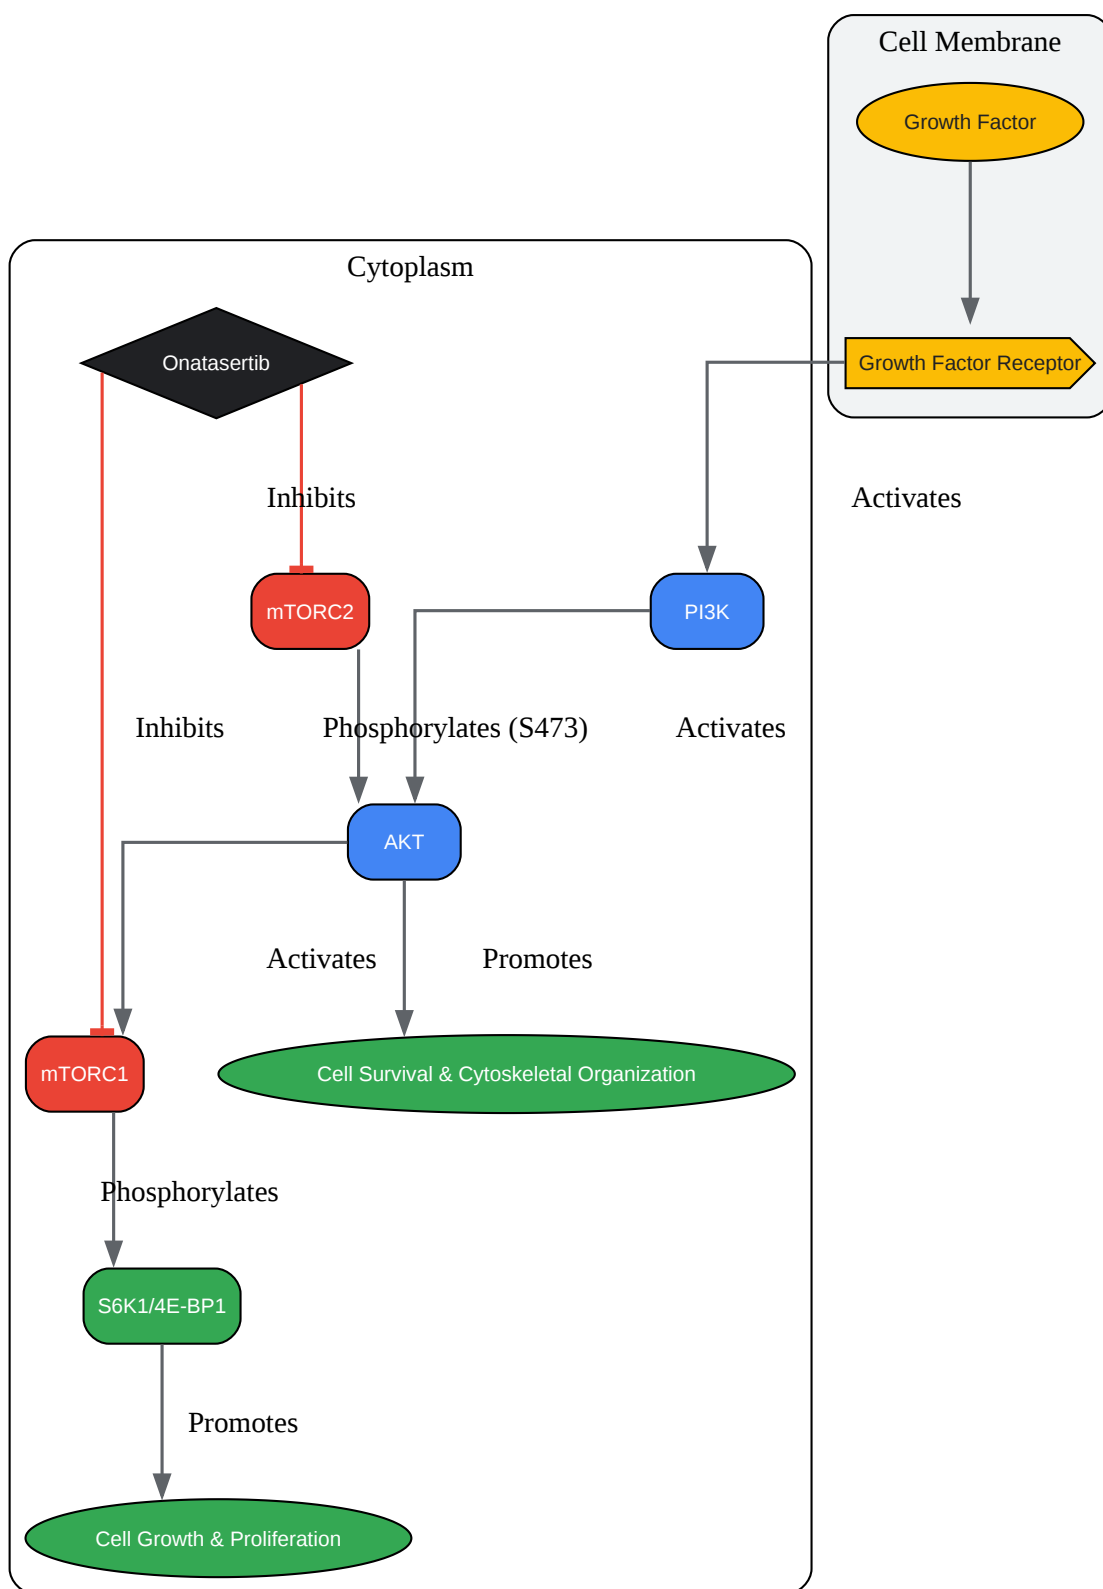 Cell Membrane
Growth Factor
Cytoplasm
Onatasertib
Growth Factor Receptor
Inhibits
Activates
mTORC2
PI3K
Inhibits
Phosphorylates (S473)
Activates
AKT
Activates
Promotes
mTORC1
Cell Survival & Cytoskeletal Organization
Phosphorylates
S6K1/4E-BP1
Promotes
Cell Growth & Proliferation